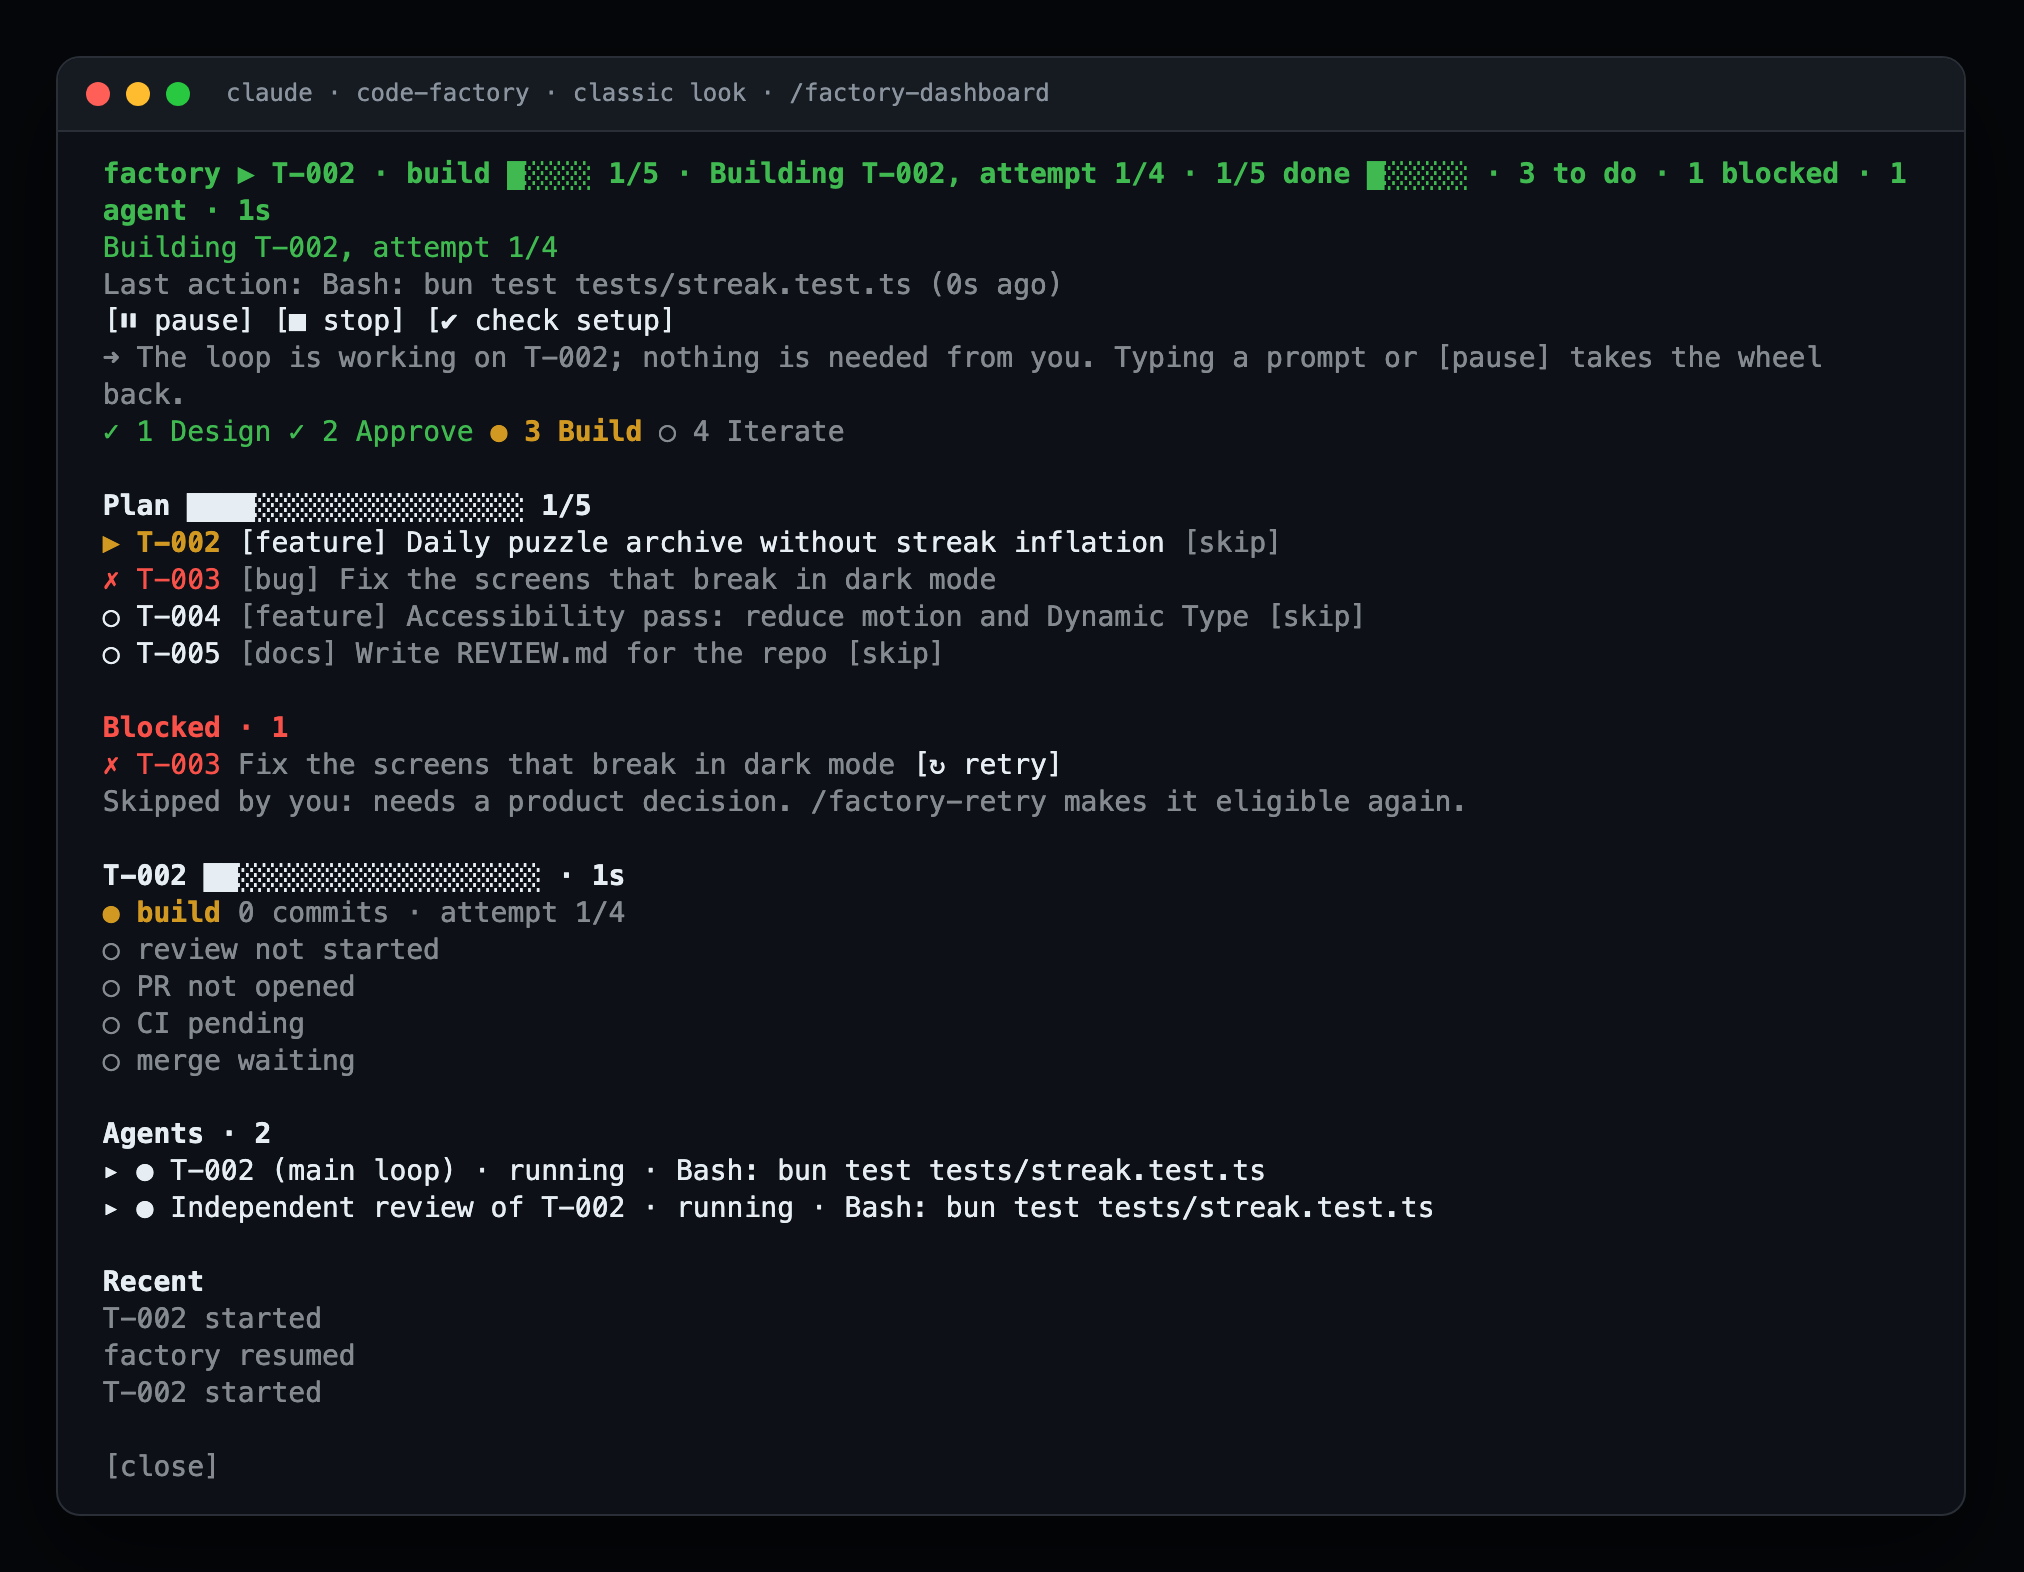 claude · code-factory · classic look · /factory-dashboard
factory ▶ T-002 · build █░░░░ 1/5 · Building T-002, attempt 1/4 · 1/5 done █░░░░░ · 3 to do · 1 blocked · 1
agent · 1s
Building T-002, attempt 1/4
Last action: Bash: bun test tests/streak.test.ts (0s ago)
[⏸ pause] [■ stop] [✔ check setup]
→ The loop is working on T-002; nothing is needed from you. Typing a prompt or [pause] takes the wheel
back.
✓ 1 Design ✓ 2 Approve ● 3 Build ○ 4 Iterate
Plan ████░░░░░░░░░░░░░░░░ 1/5
▶ T-002 [feature] Daily puzzle archive without streak inflation [skip]
✗ T-003 [bug] Fix the screens that break in dark mode
○ T-004 [feature] Accessibility pass: reduce motion and Dynamic Type [skip]
○ T-005 [docs] Write REVIEW.md for the repo [skip]
Blocked · 1
✗ T-003 Fix the screens that break in dark mode [↻ retry]
Skipped by you: needs a product decision. /factory-retry makes it eligible again.
T-002 ██░░░░░░░░░░░░░░░░░░ · 1s
● build 0 commits · attempt 1/4
○ review not started
○ PR not opened
○ CI pending
○ merge waiting
Agents · 2
▸ ● T-002 (main loop) · running · Bash: bun test tests/streak.test.ts
▸ ● Independent review of T-002 · running · Bash: bun test tests/streak.test.ts
Recent
T-002 started
factory resumed
T-002 started
[close]